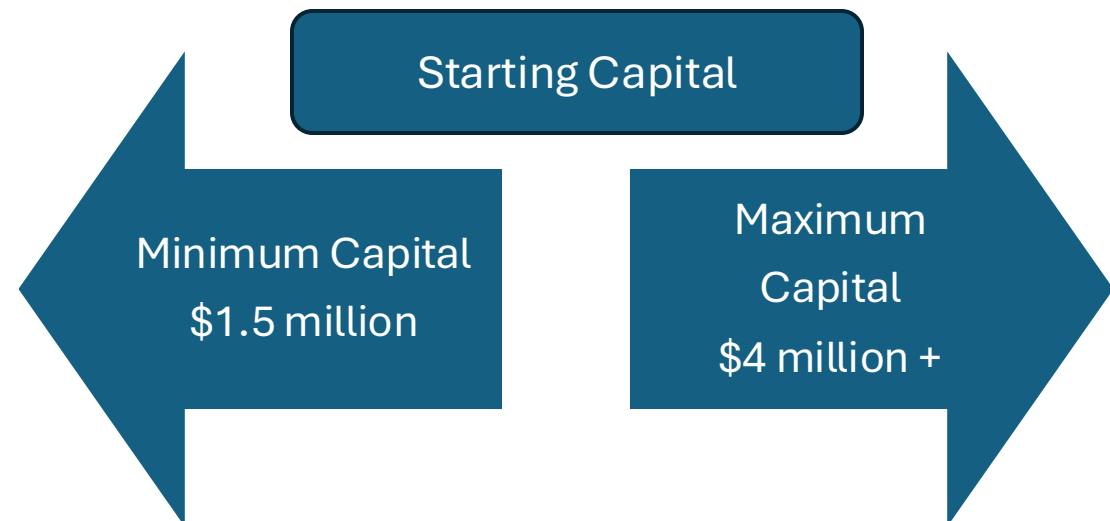 Starting Capital
Minimum Capital
$1.5 million
Maximum
Capital
$4 million +